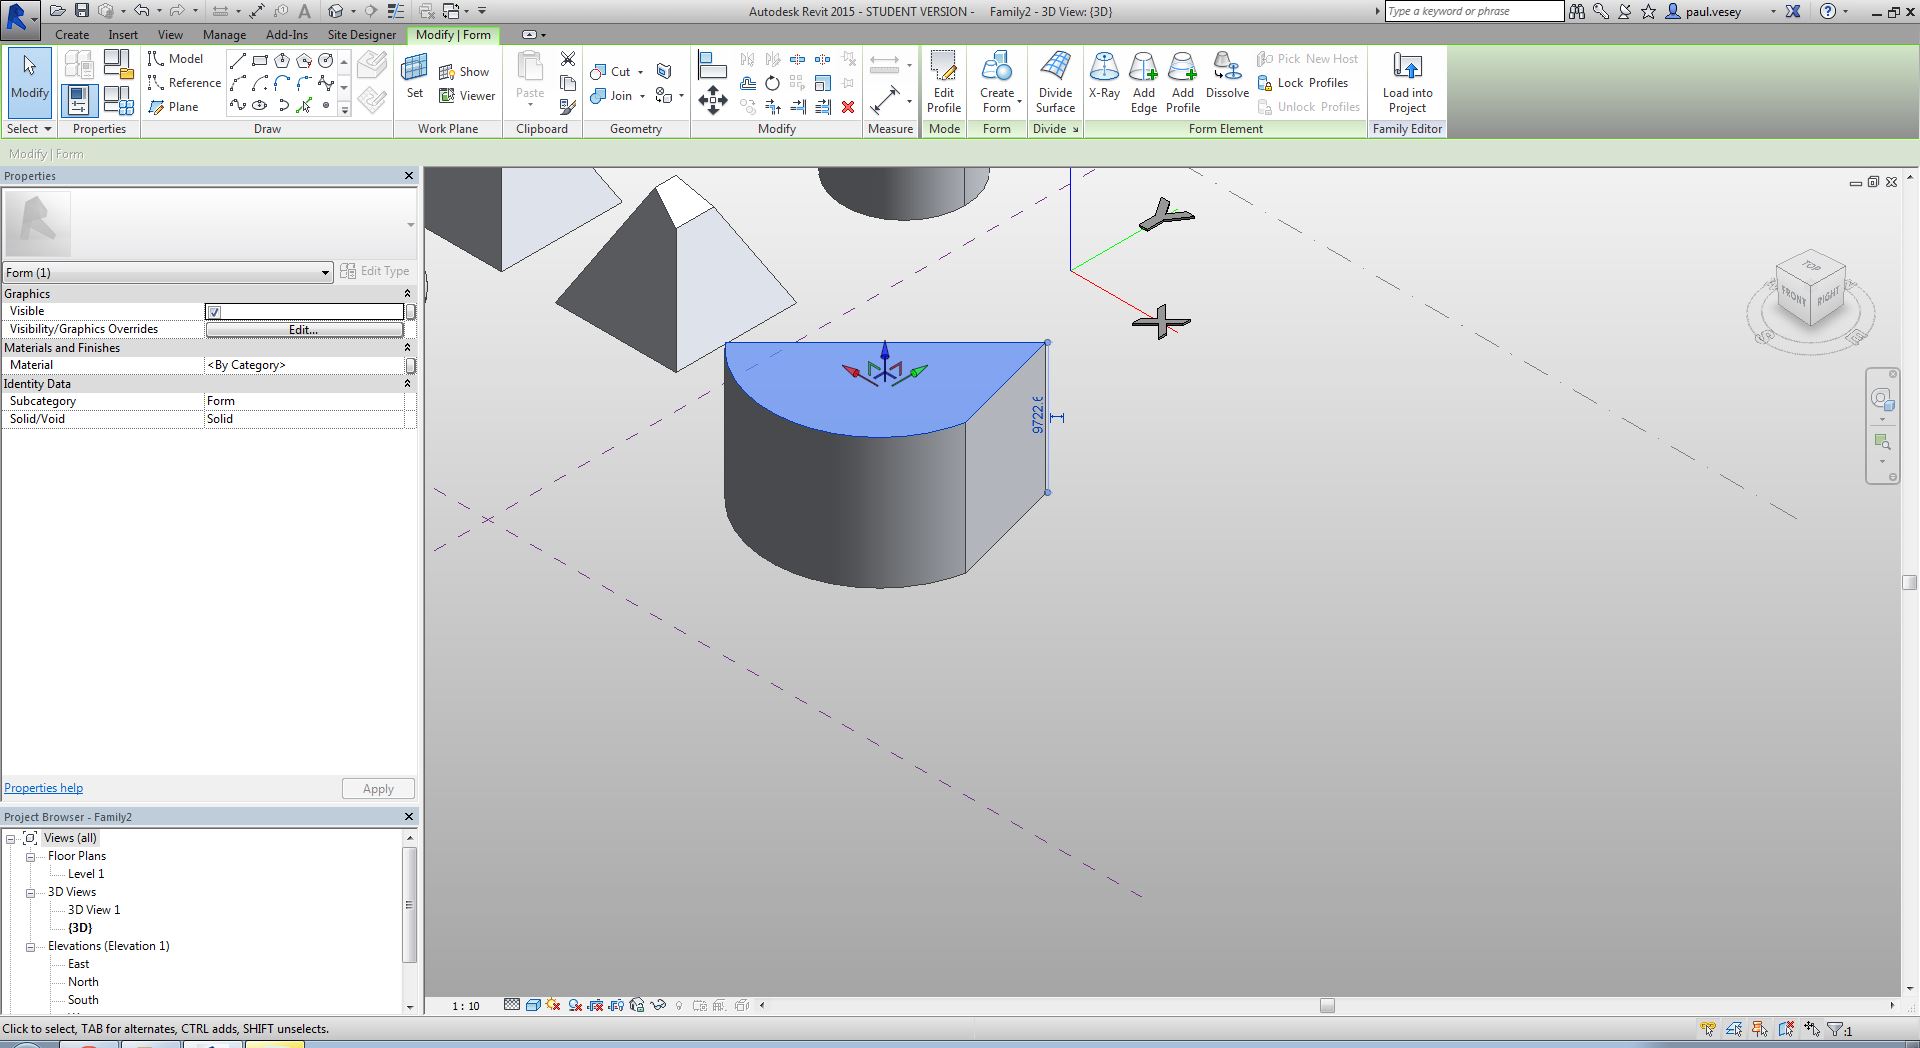 Autodesk Revit 2015 - STUDENT VERSION - Family2 - 3D View: {3D}
Type a keyword or phrase
paul.vesey
Create Insert View Manage Add-Ins Site Designer Modify | Form
Modify
Model
Reference
Plane
Set
Show
Viewer
Paste
Cut
Join
Edit Profile
Create Form
Divide Surface
X-Ray
Add Edge
Add Profile
Dissolve
Pick New Host
Lock Profiles
Unlock Profiles
Load into Project
Select Properties Draw Work Plane Clipboard Geometry Modify Measure Mode Form Divide Form Element Family Editor
Modify | Form
Properties
Form (1)
Edit Type
Graphics
Visible
Visibility/Graphics Overrides Edit...
Materials and Finishes
Material <By Category>
Identity Data
Subcategory Form
Solid/Void Solid
Properties help
Apply
Project Browser - Family2
Views (all)
Floor Plans
Level 1
3D Views
3D View 1
{3D}
Elevations (Elevation 1)
East
North
South
Y
X
TOP
FRONT
RIGHT
9722.6
1 : 10
Click to select, TAB for alternates, CTRL adds, SHIFT unselects.
:1